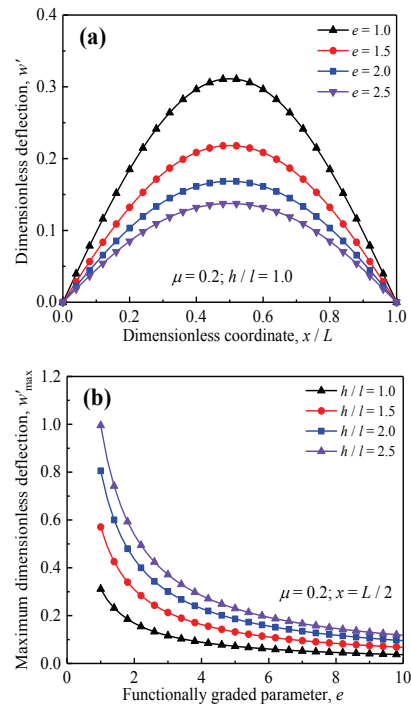 (a)
e = 1.0
e = 1.5
e = 2.0
e = 2.5
Dimensionless deflection, w′
0.4
0.3
0.2
0.1
0.0
μ = 0.2; h / l = 1.0
0.0 0.2 0.4 0.6 0.8 1.0
Dimensionless coordinate, x / L
(b)
h / l = 1.0
h / l = 1.5
h / l = 2.0
h / l = 2.5
Maximum dimensionless deflection, w′max
1.2
1.0
0.8
0.6
0.4
0.2
0.0
μ = 0.2; x = L / 2
0 2 4 6 8 10
Functionally graded parameter, e